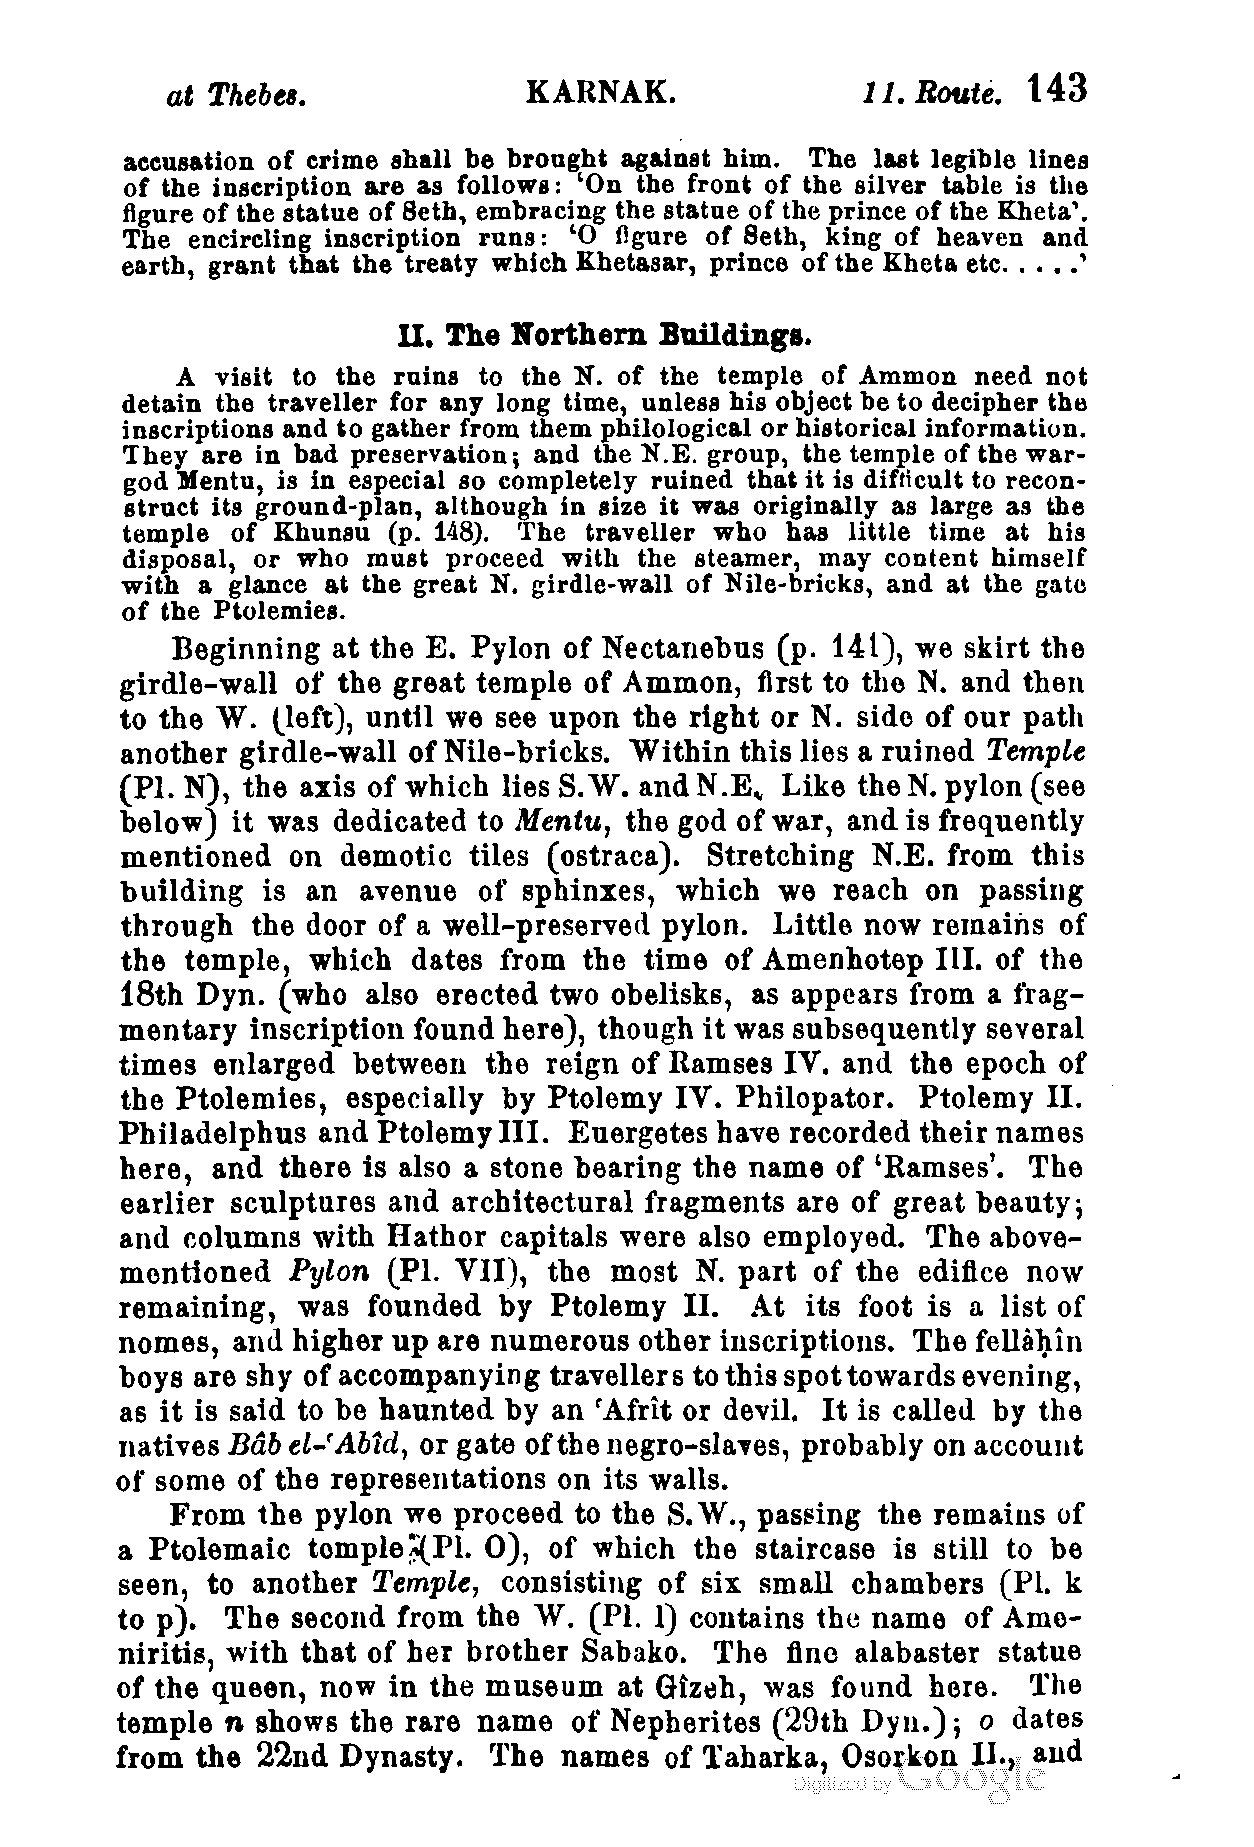 at Thebes. KARNAK. 11. Route. 143
accusation of crime shall be brought against him. The last legible lines
of the inscription are as follows: ‘On the front of the silver table is the
figure of the statue of Seth, embracing the statue of the prince of the Kheta’.
The encircling inscription runs: ‘O figure of Seth, king of heaven and
earth, grant that the treaty which Khetasar, prince of the Kheta etc. . . . .’
II. The Northern Buildings.
A visit to the ruins to the N. of the temple of Ammon need not
detain the traveller for any long time, unless his object be to decipher the
inscriptions and to gather from them philological or historical information.
They are in bad preservation; and the N.E. group, the temple of the war-
god Mentu, is in especial so completely ruined that it is difficult to recon-
struct its ground-plan, although in size it was originally as large as the
temple of Khunsu (p. 148). The traveller who has little time at his
disposal, or who must proceed with the steamer, may content himself
with a glance at the great N. girdle-wall of Nile-bricks, and at the gate
of the Ptolemies.
Beginning at the E. Pylon of Nectanebus (p. 141), we skirt the
girdle-wall of the great temple of Ammon, first to the N. and then
to the W. (left), until we see upon the right or N. side of our path
another girdle-wall of Nile-bricks. Within this lies a ruined Temple
(Pl. N), the axis of which lies S.W. and N.E. Like the N. pylon (see
below) it was dedicated to Mentu, the god of war, and is frequently
mentioned on demotic tiles (ostraca). Stretching N.E. from this
building is an avenue of sphinxes, which we reach on passing
through the door of a well-preserved pylon. Little now remains of
the temple, which dates from the time of Amenhotep III. of the
18th Dyn. (who also erected two obelisks, as appears from a frag-
mentary inscription found here), though it was subsequently several
times enlarged between the reign of Ramses IV. and the epoch of
the Ptolemies, especially by Ptolemy IV. Philopator. Ptolemy II.
Philadelphus and Ptolemy III. Euergetes have recorded their names
here, and there is also a stone bearing the name of ‘Ramses’. The
earlier sculptures and architectural fragments are of great beauty;
and columns with Hathor capitals were also employed. The above-
mentioned Pylon (Pl. VII), the most N. part of the edifice now
remaining, was founded by Ptolemy II. At its foot is a list of
nomes, and higher up are numerous other inscriptions. The fellâḥîn
boys are shy of accompanying travellers to this spot towards evening,
as it is said to be haunted by an ʿAfrît or devil. It is called by the
natives Bâb el-ʿAbîd, or gate of the negro-slaves, probably on account
of some of the representations on its walls.
From the pylon we proceed to the S.W., passing the remains of
a Ptolemaic temple (Pl. O), of which the staircase is still to be
seen, to another Temple, consisting of six small chambers (Pl. k
to p). The second from the W. (Pl. l) contains the name of Ame-
niritis, with that of her brother Sabako. The fine alabaster statue
of the queen, now in the museum at Gîzeh, was found here. The
temple n shows the rare name of Nepherites (29th Dyn.); o dates
from the 22nd Dynasty. The names of Taharka, Osorkon II., and
Digitized by Google